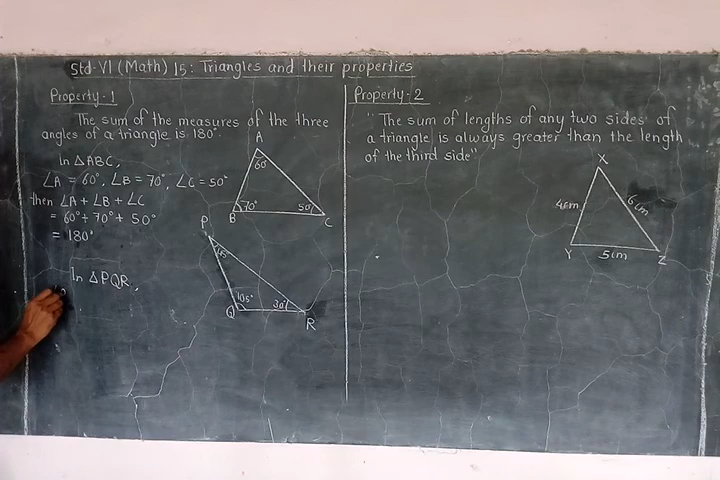 Std-VI (Math) 15: Triangles and their properties
Property-1
The sum of the measures of the three
angles of a triangle is 180°.
In △ABC,
∠A = 60°, ∠B = 70°, ∠C = 50°
then ∠A + ∠B + ∠C
= 60° + 70° + 50°
= 180°
A
60°
B
70°
50°
C
In △PQR,
P
Q
105°
30°
R
Property-2
"The sum of lengths of any two sides of
a triangle is always greater than the length
of the third side"
X
4cm
6cm
Y
5cm
Z